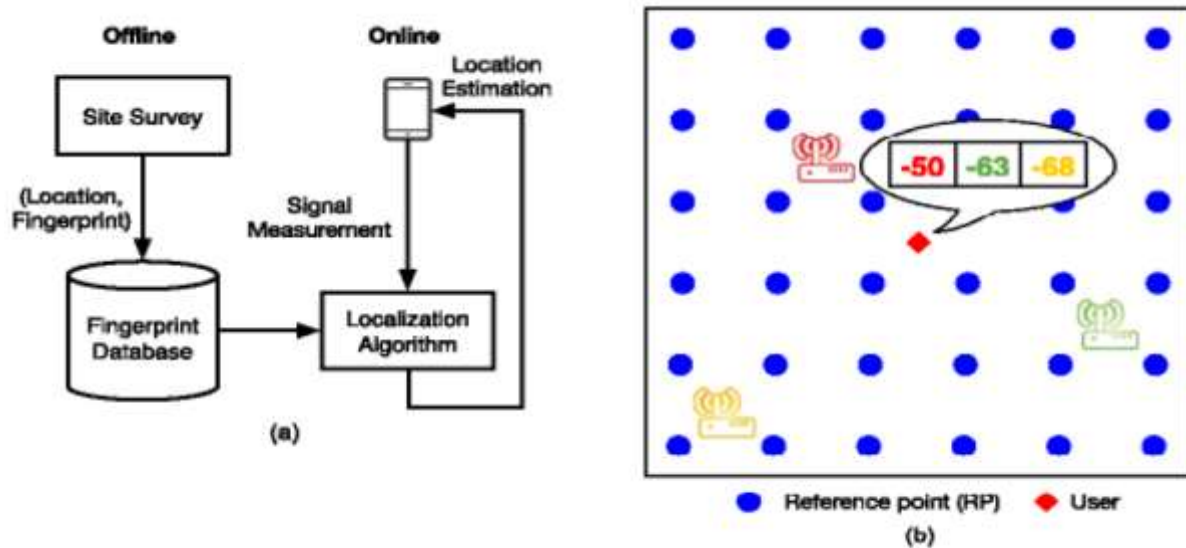 Offline
Online
Site Survey
Location
Estimation
(Location,
Fingerprint)
Signal
Measurement
Fingerprint
Database
Localization
Algorithm
(a)
-50 -63 -68
Reference point (RP) User
(b)